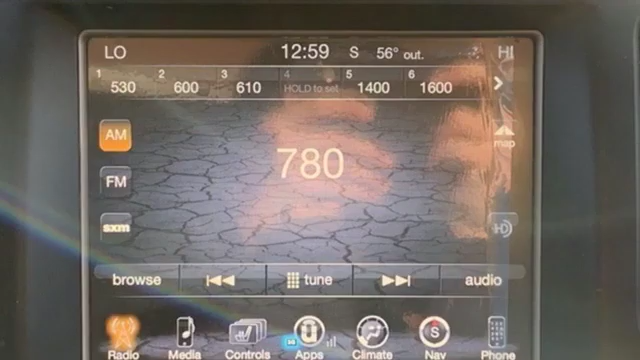 LO 12:59 S 56° out. HI
1 530 2 600 3 610 4 HOLD to set 5 1400 6 1600
AM
map
780
FM
sxm
HD
browse tune audio
Radio Media Controls Apps Climate Nav Phone